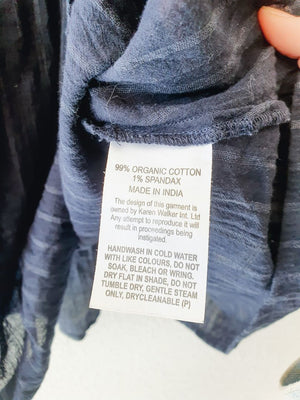 99% ORGANIC COTTON
1% SPANDAX
MADE IN INDIA
The design of this garment is
owned by Karen Walker Int. Ltd
Any attempt to reproduce it will
result in proceedings being
instigated.
HANDWASH IN COLD WATER
WITH LIKE COLOURS, DO NOT
SOAK, BLEACH OR WRING.
DRY FLAT IN SHADE, DO NOT
TUMBLE DRY, GENTLE STEAM
ONLY, DRYCLEANABLE (P)